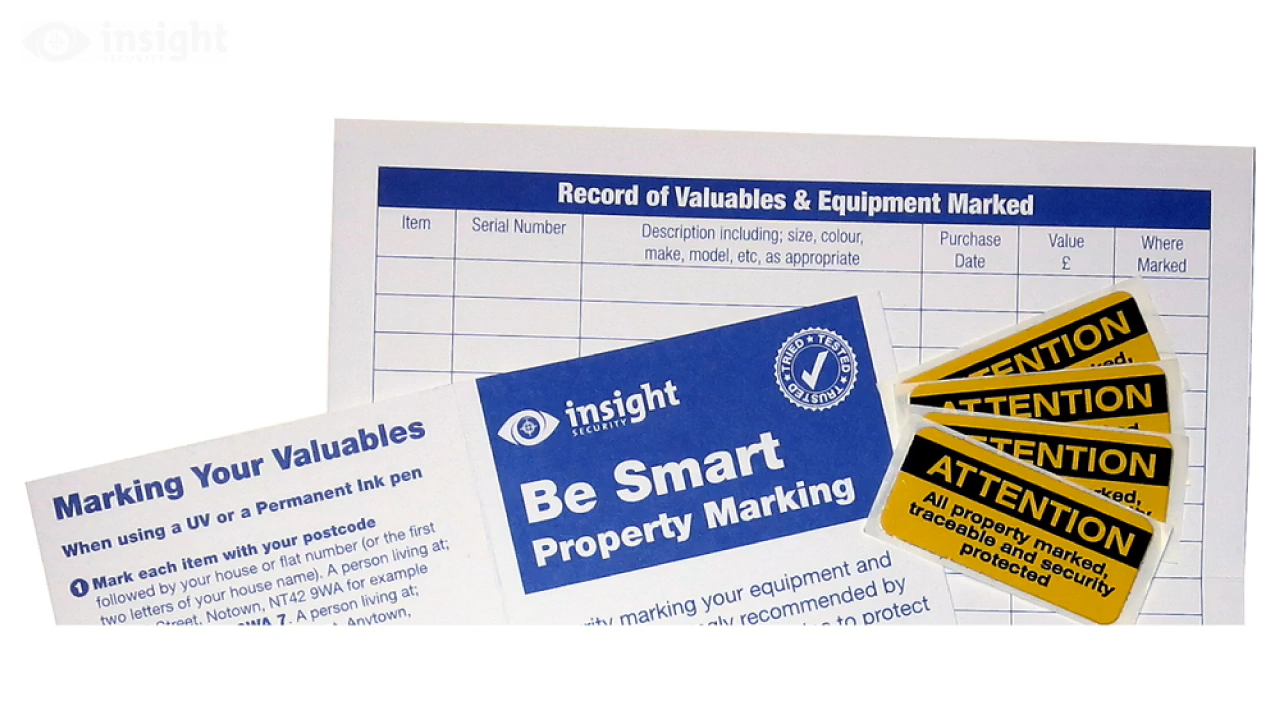 insight
SECURITY
Record of Valuables & Equipment Marked
Item
Serial Number
Description including; size, colour,
make, model, etc, as appropriate
Purchase
Date
Value
£
Where
Marked
Marking Your Valuables
When using a UV or a Permanent Ink pen
1 Mark each item with your postcode
followed by your house or flat number (or the first
two letters of your house name). A person living at;
Street, Notown, NT42 9WA for example
7. A person living at;
Anytown,
insight
SECURITY
TRIED ★ TESTED ★ TRUSTED ★
Be Smart
Property Marking
marking your equipment and
recommended by
to protect
ATTENTION
ATTENTION
ATTENTION
ATTENTION
All property marked,
traceable and security
protected